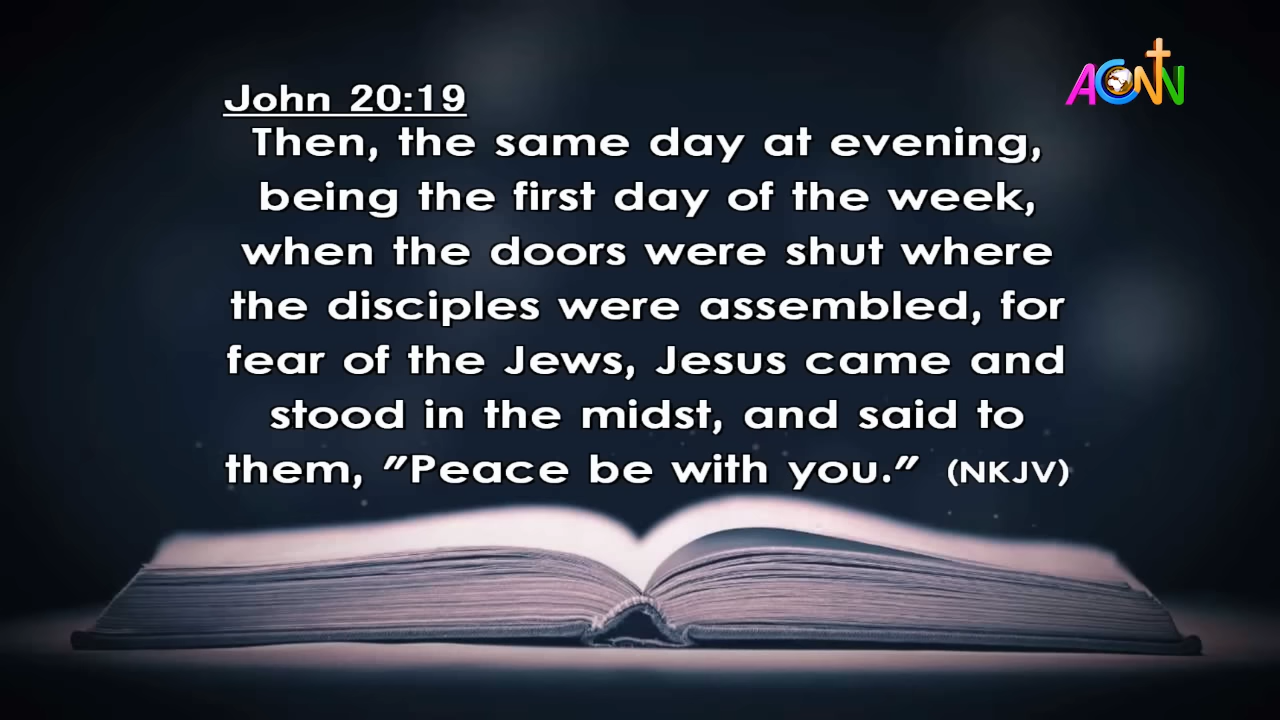 ACNN
John 20:19
Then, the same day at evening,
being the first day of the week,
when the doors were shut where
the disciples were assembled, for
fear of the Jews, Jesus came and
stood in the midst, and said to
them, "Peace be with you." (NKJV)